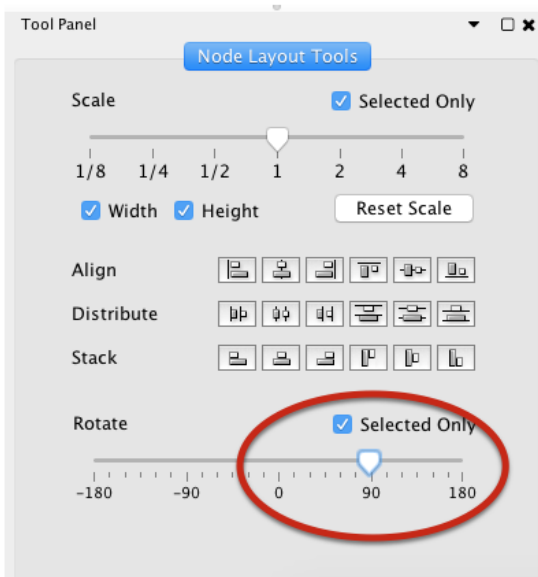 Tool Panel
Node Layout Tools
Scale Selected Only
1/8 1/4 1/2 1 2 4 8
Width Height Reset Scale
Align
Distribute
Stack
Rotate Selected Only
-180 -90 0 90 180